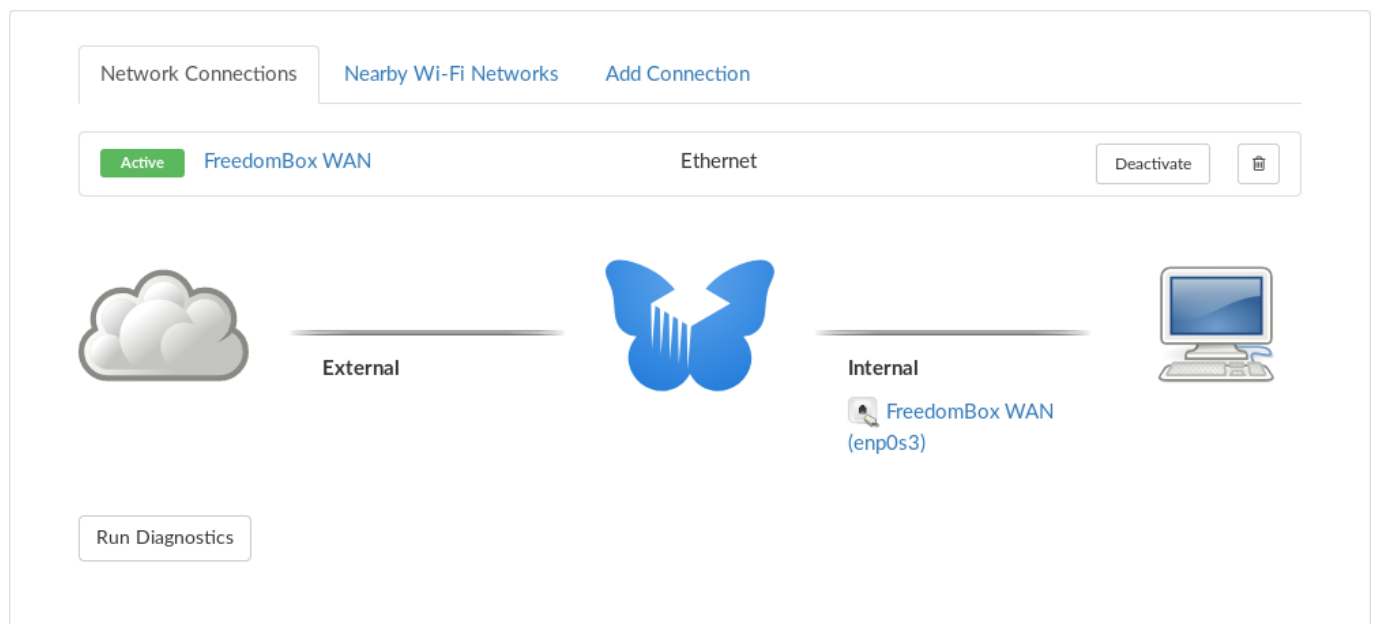 Network Connections Nearby Wi-Fi Networks Add Connection
Active FreedomBox WAN Ethernet Deactivate
External Internal
FreedomBox WAN
(enp0s3)
Run Diagnostics